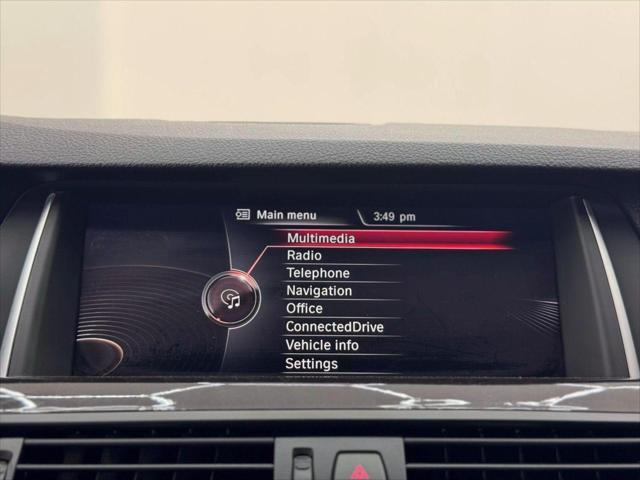 Main menu 3:49 pm
Multimedia
Radio
Telephone
Navigation
Office
ConnectedDrive
Vehicle info
Settings